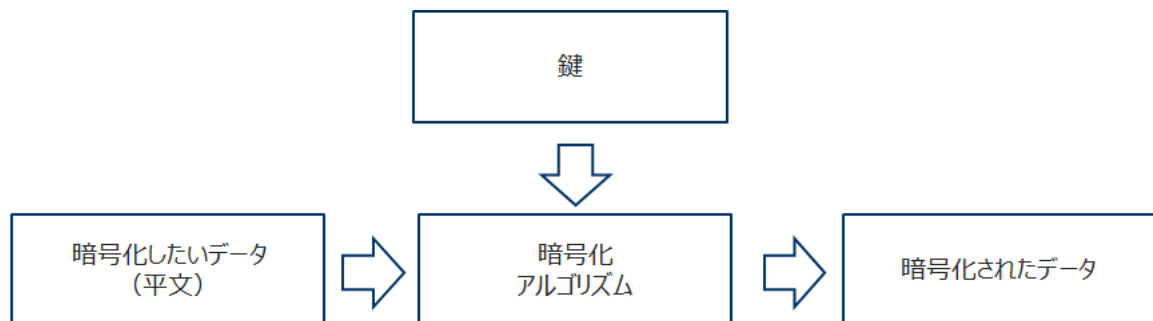 鍵
暗号化したいデータ
（平文）
暗号化
アルゴリズム
暗号化されたデータ